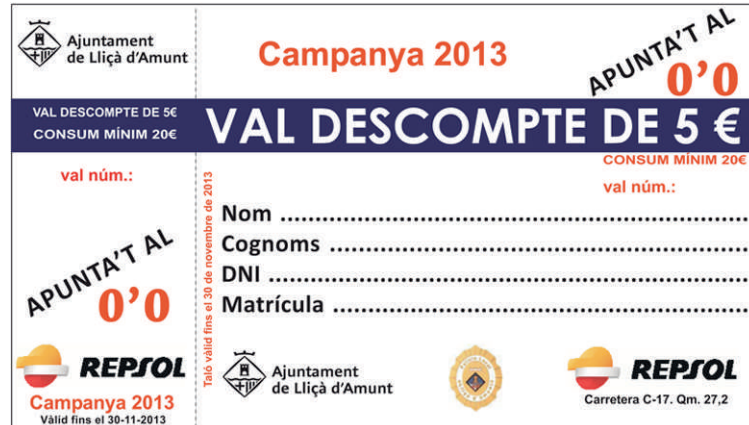 Ajuntament
de Lliçà d'Amunt
VAL DESCOMPTE DE 5€
CONSUM MÍNIM 20€
val núm.:
APUNTA'T AL
0'0
REPSOL
Campanya 2013
Vàlid fins el 30-11-2013
Taló vàlid fins el 30 de novembre de 2013
Campanya 2013
APUNTA'T AL
0'0
VAL DESCOMPTE DE 5 €
CONSUM MÍNIM 20€
val núm.:
Nom ..........................................................
Cognoms ..................................................
DNI ...........................................................
Matrícula ..................................................
Ajuntament
de Lliçà d'Amunt
REPSOL
Carretera C-17. Qm. 27,2